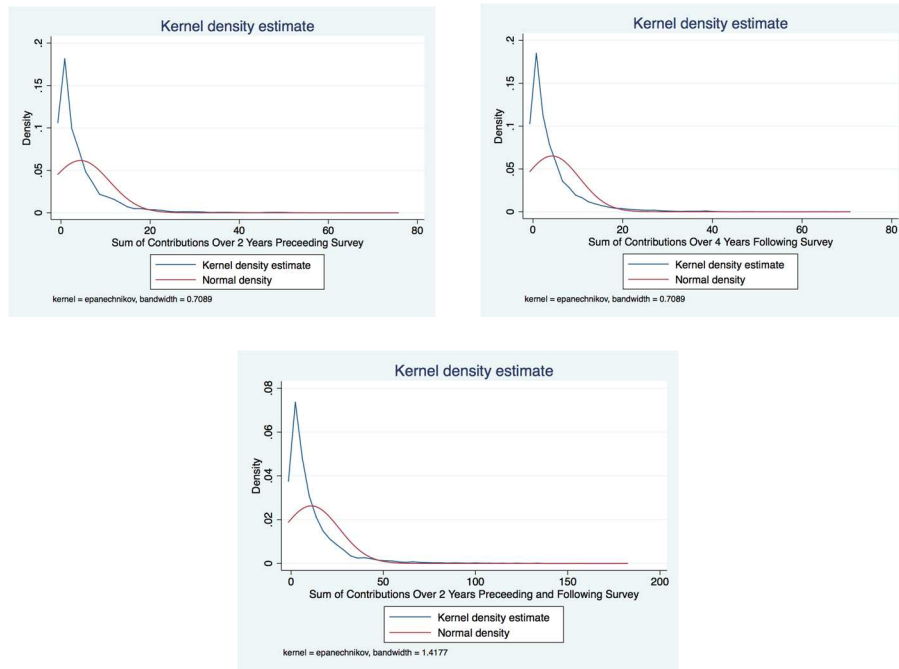 Kernel density estimate
.2
.15
.1
.05
0
Density
0 20 40 60 80
Sum of Contributions Over 2 Years Preceeding Survey
Kernel density estimate
Normal density
kernel = epanechnikov, bandwidth = 0.7089
Kernel density estimate
.2
.15
.1
.05
0
Density
0 20 40 60 80
Sum of Contributions Over 4 Years Following Survey
Kernel density estimate
Normal density
kernel = epanechnikov, bandwidth = 0.7089
Kernel density estimate
.08
.06
.04
.02
0
Density
0 50 100 150 200
Sum of Contributions Over 2 Years Preceeding and Following Survey
Kernel density estimate
Normal density
kernel = epanechnikov, bandwidth = 1.4177